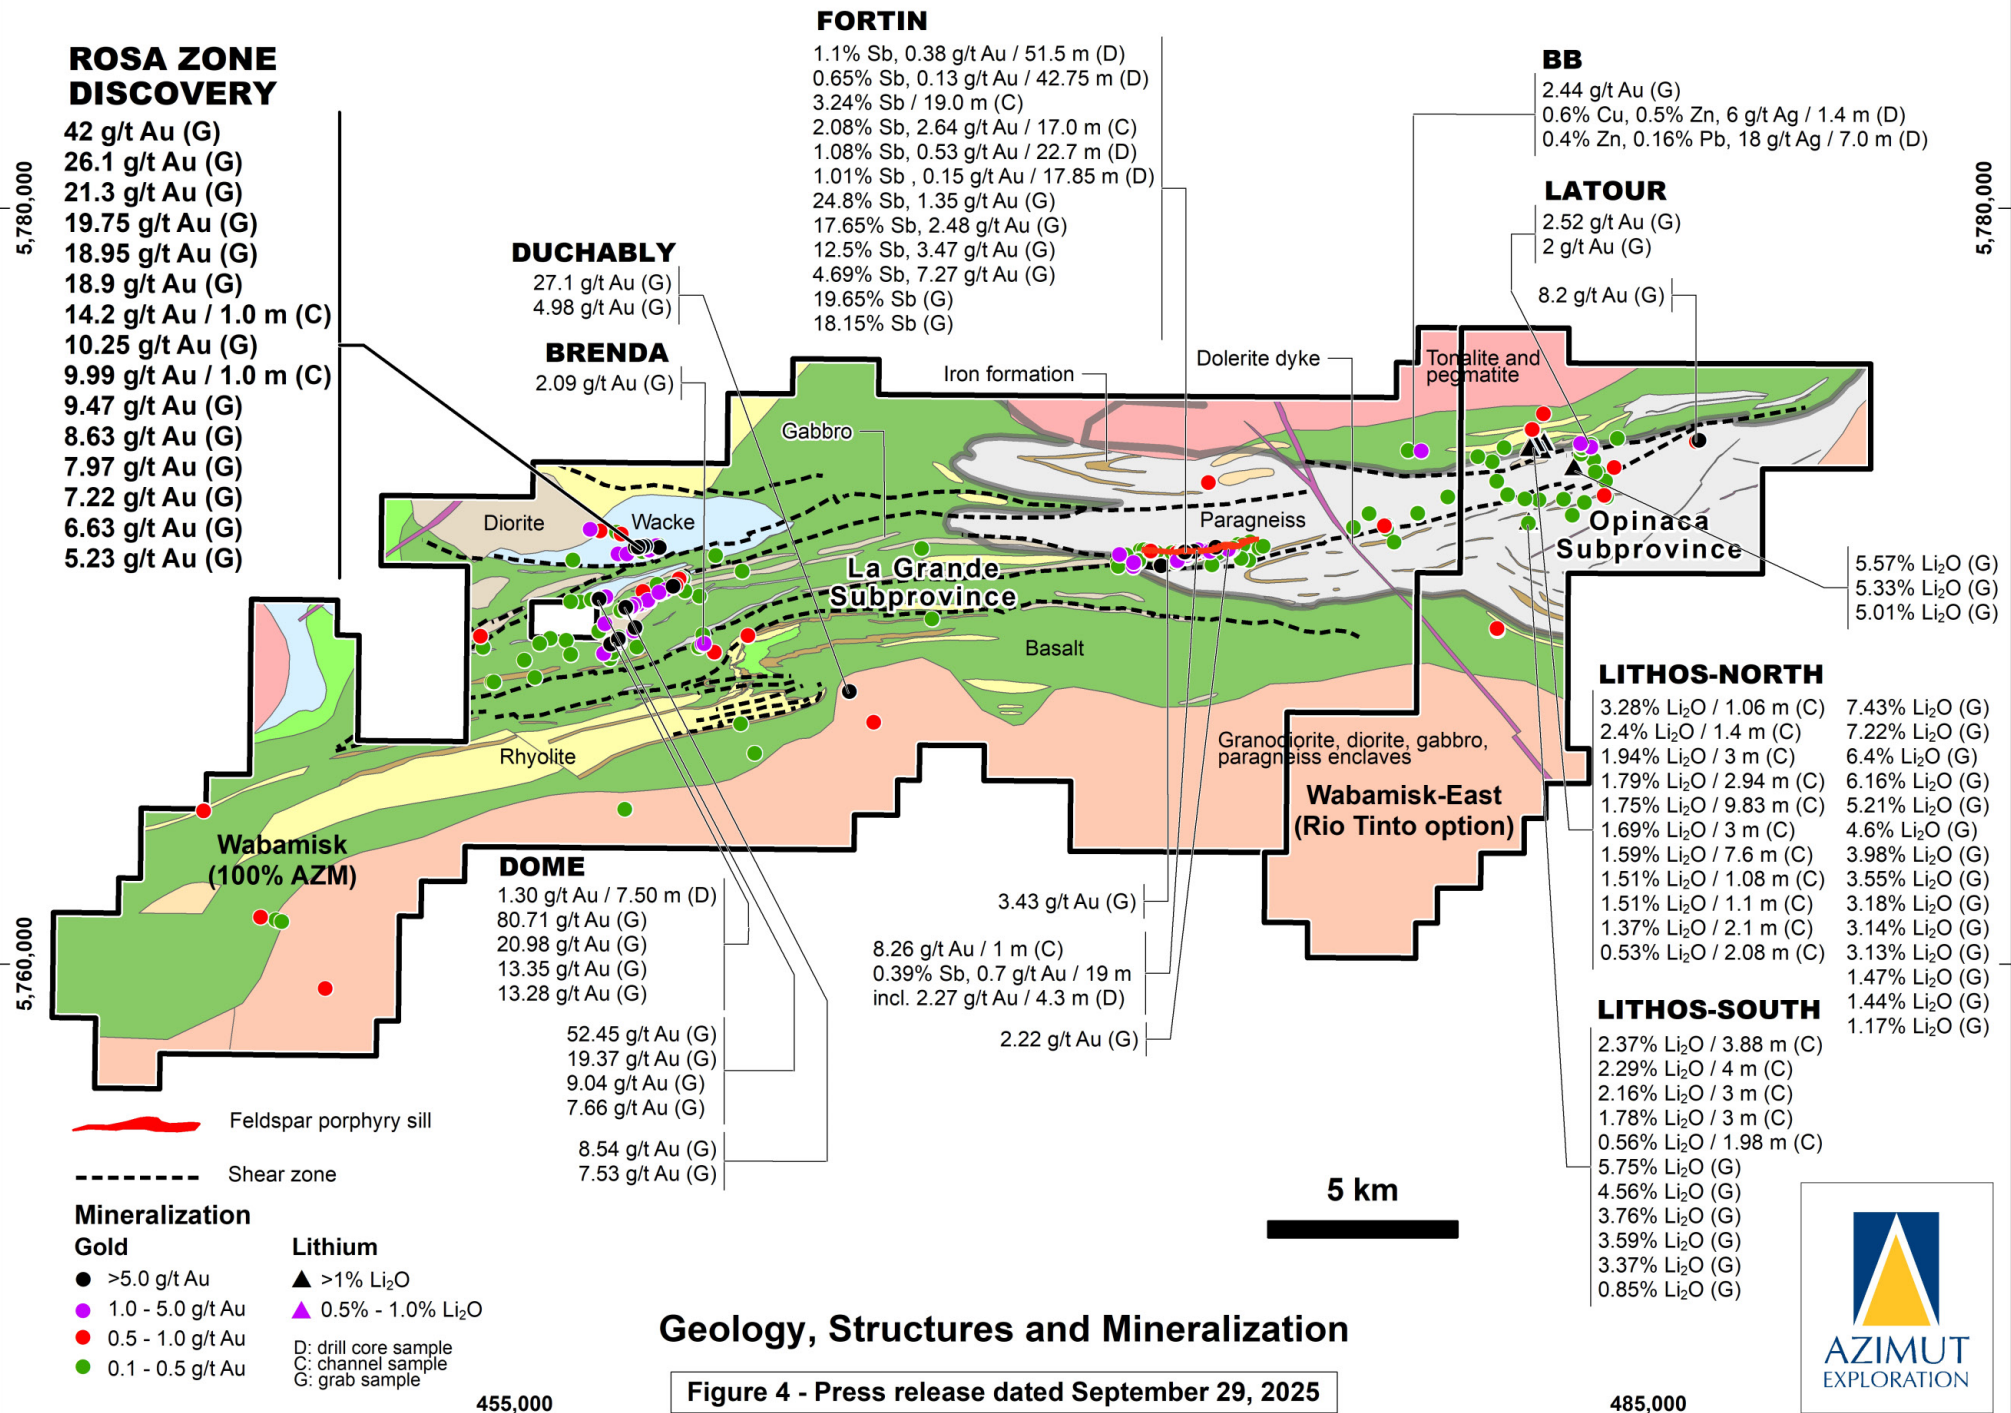 ROSA ZONE
DISCOVERY
42 g/t Au (G)
26.1 g/t Au (G)
21.3 g/t Au (G)
19.75 g/t Au (G)
18.95 g/t Au (G)
18.9 g/t Au (G)
14.2 g/t Au / 1.0 m (C)
10.25 g/t Au (G)
9.99 g/t Au / 1.0 m (C)
9.47 g/t Au (G)
8.63 g/t Au (G)
7.97 g/t Au (G)
7.22 g/t Au (G)
6.63 g/t Au (G)
5.23 g/t Au (G)
DUCHABLY
27.1 g/t Au (G)
4.98 g/t Au (G)
BRENDA
2.09 g/t Au (G)
FORTIN
1.1% Sb, 0.38 g/t Au / 51.5 m (D)
0.65% Sb, 0.13 g/t Au / 42.75 m (D)
3.24% Sb / 19.0 m (C)
2.08% Sb, 2.64 g/t Au / 17.0 m (C)
1.08% Sb, 0.53 g/t Au / 22.7 m (D)
1.01% Sb , 0.15 g/t Au / 17.85 m (D)
24.8% Sb, 1.35 g/t Au (G)
17.65% Sb, 2.48 g/t Au (G)
12.5% Sb, 3.47 g/t Au (G)
4.69% Sb, 7.27 g/t Au (G)
19.65% Sb (G)
18.15% Sb (G)
BB
2.44 g/t Au (G)
0.6% Cu, 0.5% Zn, 6 g/t Ag / 1.4 m (D)
0.4% Zn, 0.16% Pb, 18 g/t Ag / 7.0 m (D)
LATOUR
2.52 g/t Au (G)
2 g/t Au (G)
8.2 g/t Au (G)
5,780,000
5,780,000
Iron formation
Dolerite dyke
Tonalite and
pegmatite
Gabbro
Diorite
Wacke
Paragneiss
La Grande
Subprovince
Opinaca
Subprovince
Basalt
Rhyolite
Granodiorite, diorite, gabbro,
paragneiss enclaves
Wabamisk-East
(Rio Tinto option)
Wabamisk
(100% AZM)
5.57% Li₂O (G)
5.33% Li₂O (G)
5.01% Li₂O (G)
LITHOS-NORTH
3.28% Li₂O / 1.06 m (C)
2.4% Li₂O / 1.4 m (C)
1.94% Li₂O / 3 m (C)
1.79% Li₂O / 2.94 m (C)
1.75% Li₂O / 9.83 m (C)
1.69% Li₂O / 3 m (C)
1.59% Li₂O / 7.6 m (C)
1.51% Li₂O / 1.08 m (C)
1.51% Li₂O / 1.1 m (C)
1.37% Li₂O / 2.1 m (C)
0.53% Li₂O / 2.08 m (C)
7.43% Li₂O (G)
7.22% Li₂O (G)
6.4% Li₂O (G)
6.16% Li₂O (G)
5.21% Li₂O (G)
4.6% Li₂O (G)
3.98% Li₂O (G)
3.55% Li₂O (G)
3.18% Li₂O (G)
3.14% Li₂O (G)
3.13% Li₂O (G)
1.47% Li₂O (G)
1.44% Li₂O (G)
1.17% Li₂O (G)
LITHOS-SOUTH
2.37% Li₂O / 3.88 m (C)
2.29% Li₂O / 4 m (C)
2.16% Li₂O / 3 m (C)
1.78% Li₂O / 3 m (C)
0.56% Li₂O / 1.98 m (C)
5.75% Li₂O (G)
4.56% Li₂O (G)
3.76% Li₂O (G)
3.59% Li₂O (G)
3.37% Li₂O (G)
0.85% Li₂O (G)
DOME
1.30 g/t Au / 7.50 m (D)
80.71 g/t Au (G)
20.98 g/t Au (G)
13.35 g/t Au (G)
13.28 g/t Au (G)
52.45 g/t Au (G)
19.37 g/t Au (G)
9.04 g/t Au (G)
7.66 g/t Au (G)
8.54 g/t Au (G)
7.53 g/t Au (G)
3.43 g/t Au (G)
8.26 g/t Au / 1 m (C)
0.39% Sb, 0.7 g/t Au / 19 m
incl. 2.27 g/t Au / 4.3 m (D)
2.22 g/t Au (G)
5,760,000
Feldspar porphyry sill
Shear zone
Mineralization
Gold
>5.0 g/t Au
1.0 - 5.0 g/t Au
0.5 - 1.0 g/t Au
0.1 - 0.5 g/t Au
Lithium
>1% Li₂O
0.5% - 1.0% Li₂O
D: drill core sample
C: channel sample
G: grab sample
5 km
Geology, Structures and Mineralization
Figure 4 - Press release dated September 29, 2025
455,000
485,000
AZIMUT
EXPLORATION